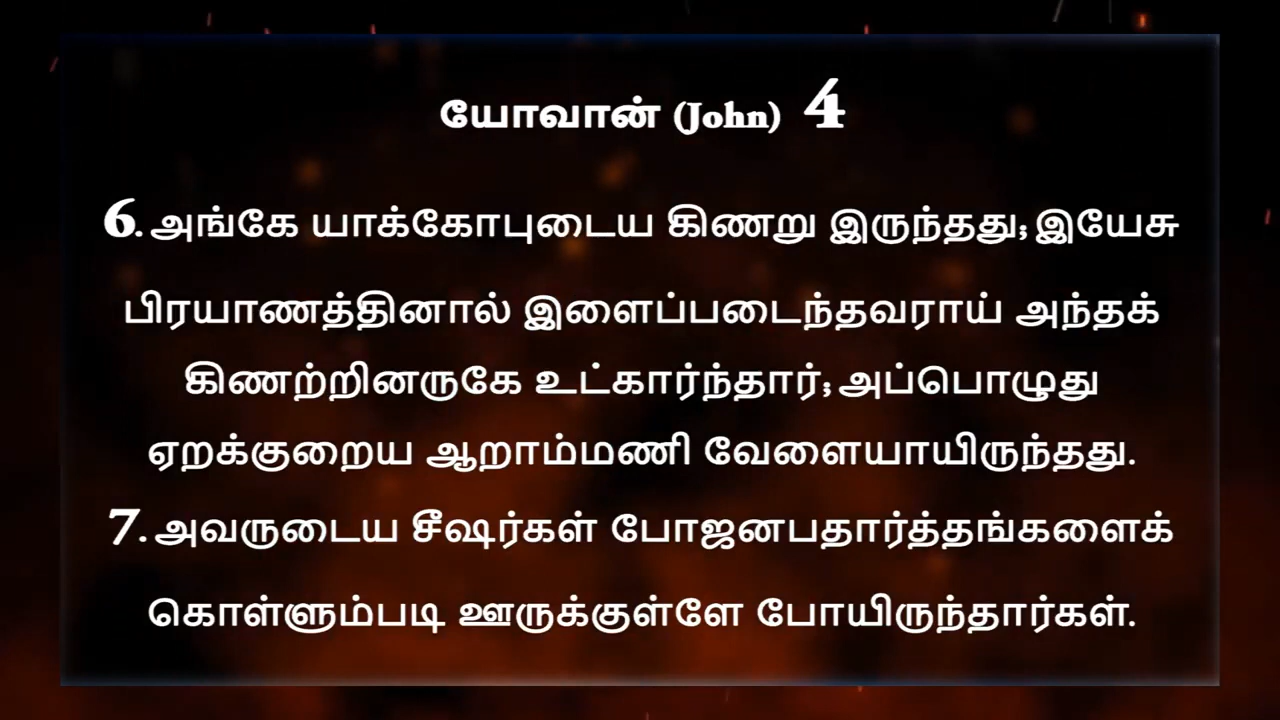 யோவான் (John) 4
6. அங்கே யாக்கோபுடைய கிணறு இருந்தது; இயேசு
பிரயாணத்தினால் இளைப்படைந்தவராய் அந்தக்
கிணற்றினருகே உட்கார்ந்தார்; அப்பொழுது
ஏறக்குறைய ஆறாம்மணி வேளையாயிருந்தது.
7. அவருடைய சீஷர்கள் போஜனபதார்த்தங்களைக்
கொள்ளும்படி ஊருக்குள்ளே போயிருந்தார்கள்.